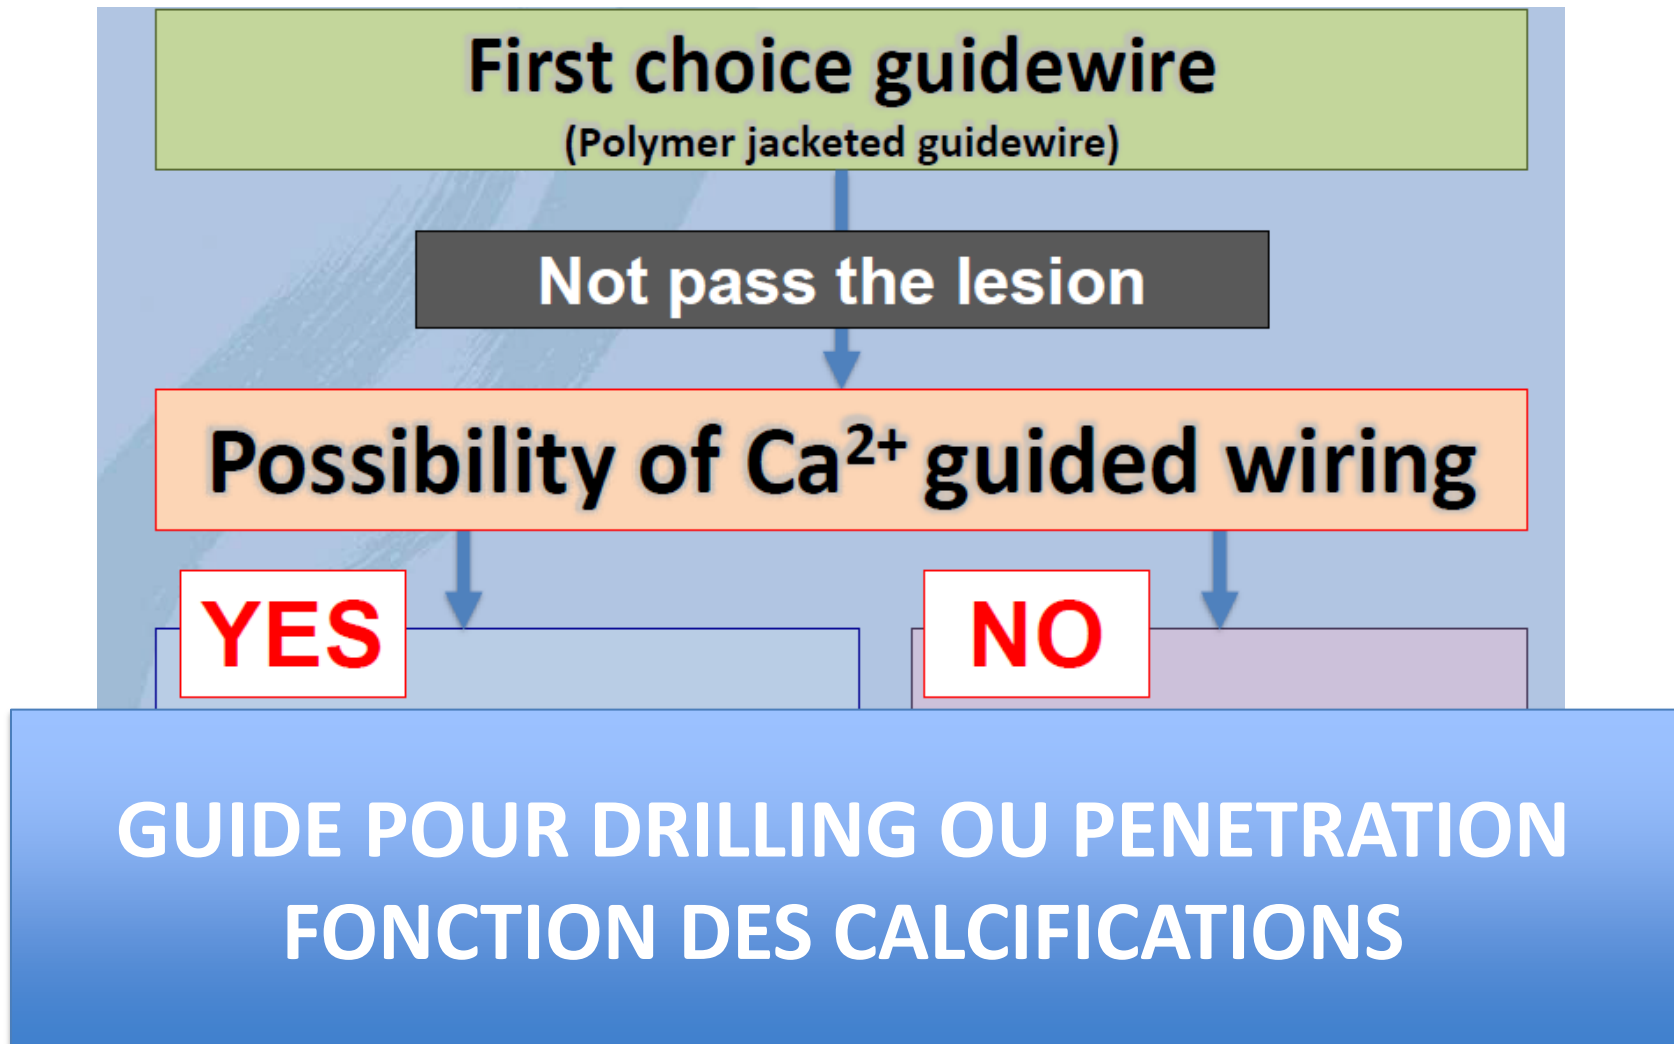 First choice guidewire
(Polymer jacketed guidewire)
Not pass the lesion
Possibility of Ca²⁺ guided wiring
YES
NO
GUIDE POUR DRILLING OU PENETRATION
FONCTION DES CALCIFICATIONS